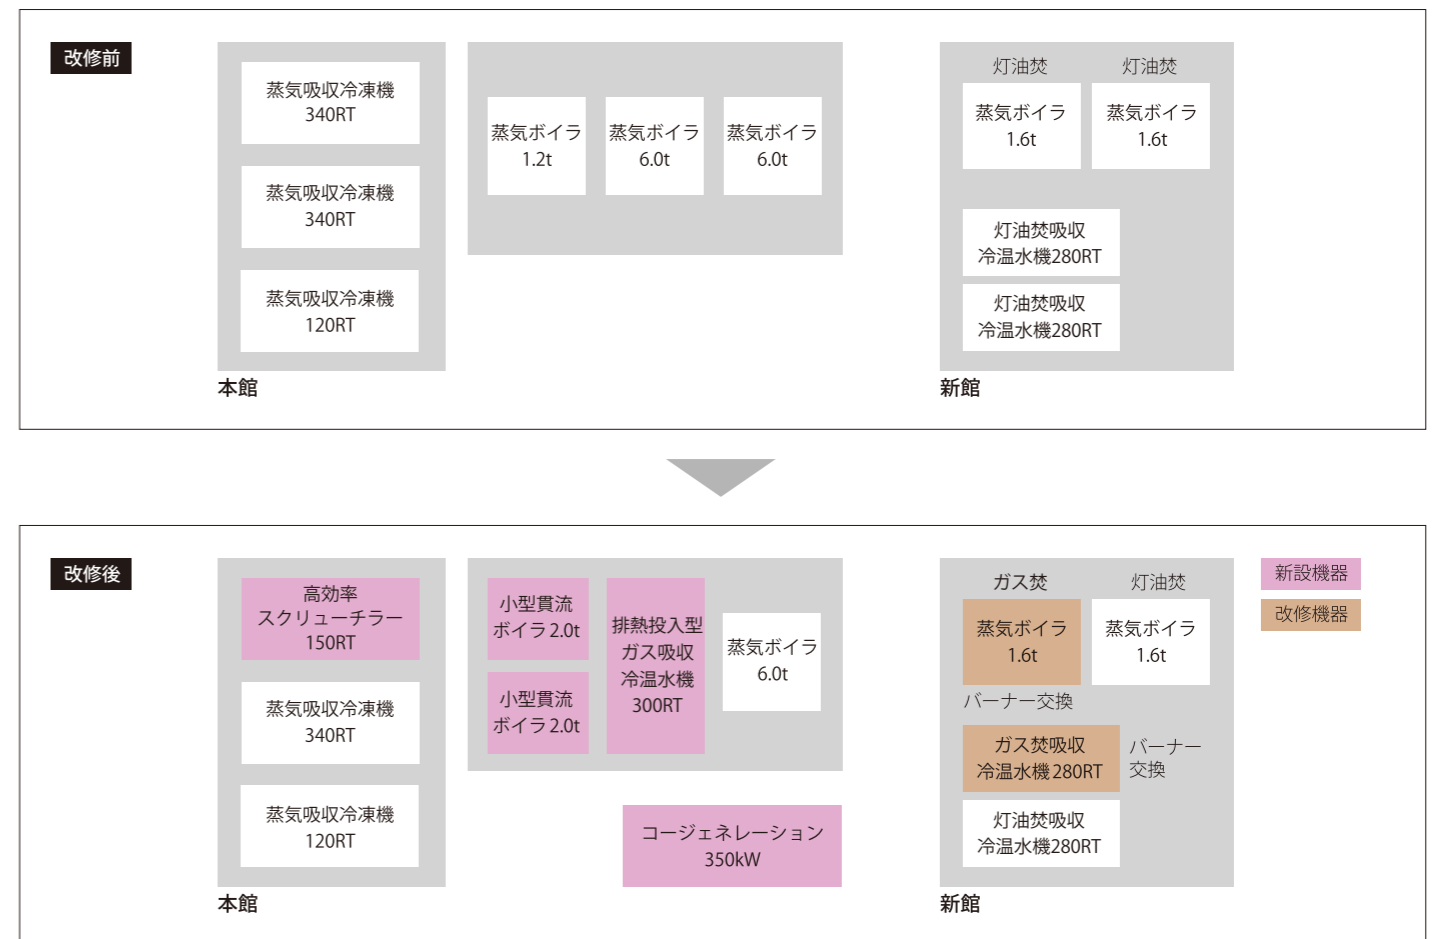 改修前
蒸気吸収冷凍機
340RT
蒸気吸収冷凍機
340RT
蒸気吸収冷凍機
120RT
本館
蒸気ボイラ
1.2t
蒸気ボイラ
6.0t
蒸気ボイラ
6.0t
灯油焚
蒸気ボイラ
1.6t
灯油焚
蒸気ボイラ
1.6t
灯油焚吸収
冷温水機280RT
灯油焚吸収
冷温水機280RT
新館
改修後
高効率
スクリューチラー
150RT
蒸気吸収冷凍機
340RT
蒸気吸収冷凍機
120RT
本館
小型貫流
ボイラ2.0t
小型貫流
ボイラ2.0t
排熱投入型
ガス吸収
冷温水機
300RT
蒸気ボイラ
6.0t
コージェネレーション
350kW
ガス焚
蒸気ボイラ
1.6t
バーナー交換
灯油焚
蒸気ボイラ
1.6t
ガス焚吸収
冷温水機280RT
バーナー
交換
灯油焚吸収
冷温水機280RT
新館
新設機器
改修機器